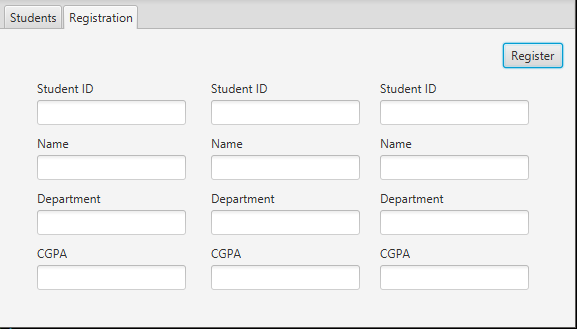 Students Registration
Register
Student ID Student ID Student ID
Name Name Name
Department Department Department
CGPA CGPA CGPA